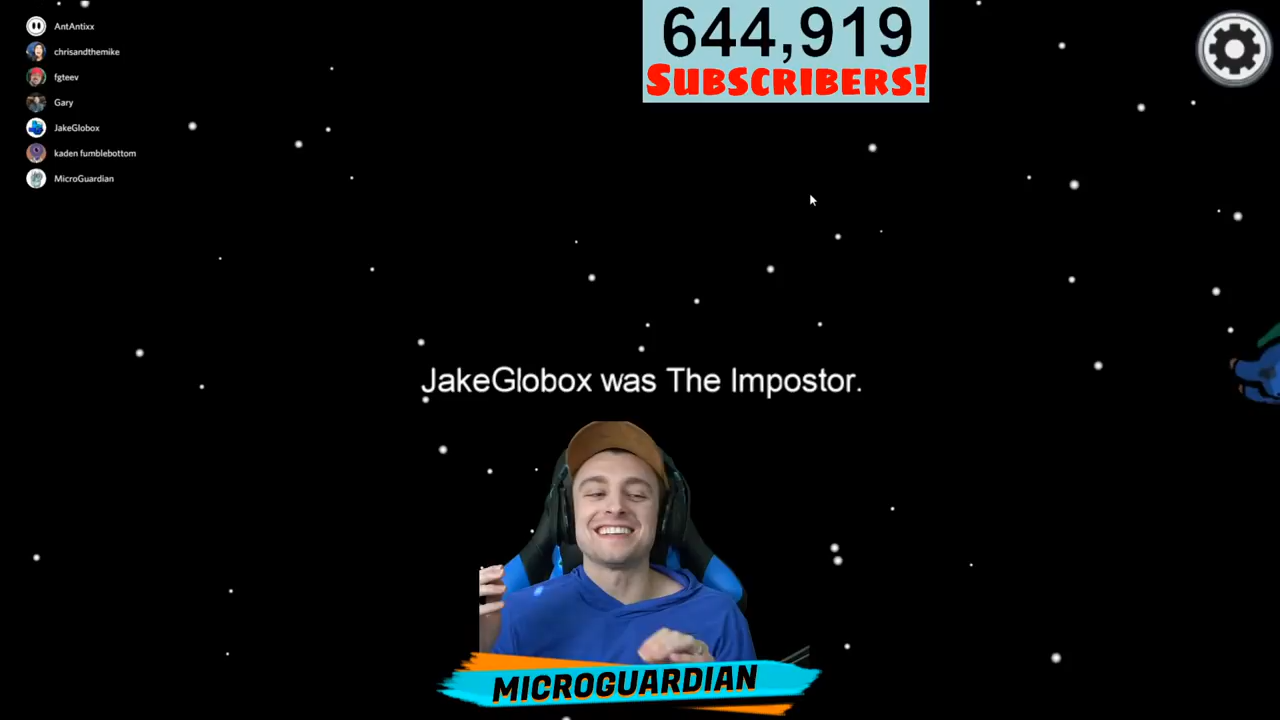 AntAntixx
chrisandthemike
fgteev
Gary
JakeGlobox
kaden fumblebottom
MicroGuardian
644,919
SUBSCRIBERS!
JakeGlobox was The Impostor.
MICROGUARDIAN